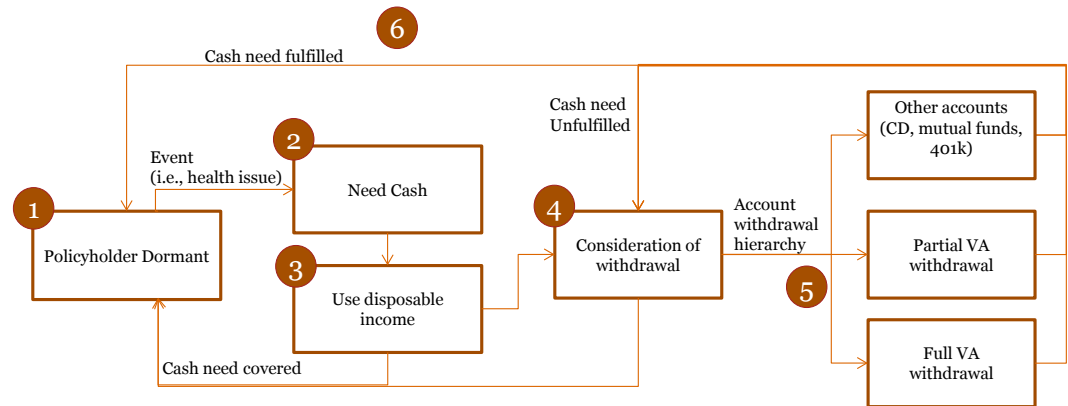 6
Cash need fulfilled
Cash need
Unfulfilled
Other accounts
(CD, mutual funds,
401k)
2
Event
(i.e., health issue)
Need Cash
1
Policyholder Dormant
4
Consideration of
withdrawal
Account
withdrawal
hierarchy
Partial VA
withdrawal
3
Use disposable
income
5
Cash need covered
Full VA
withdrawal